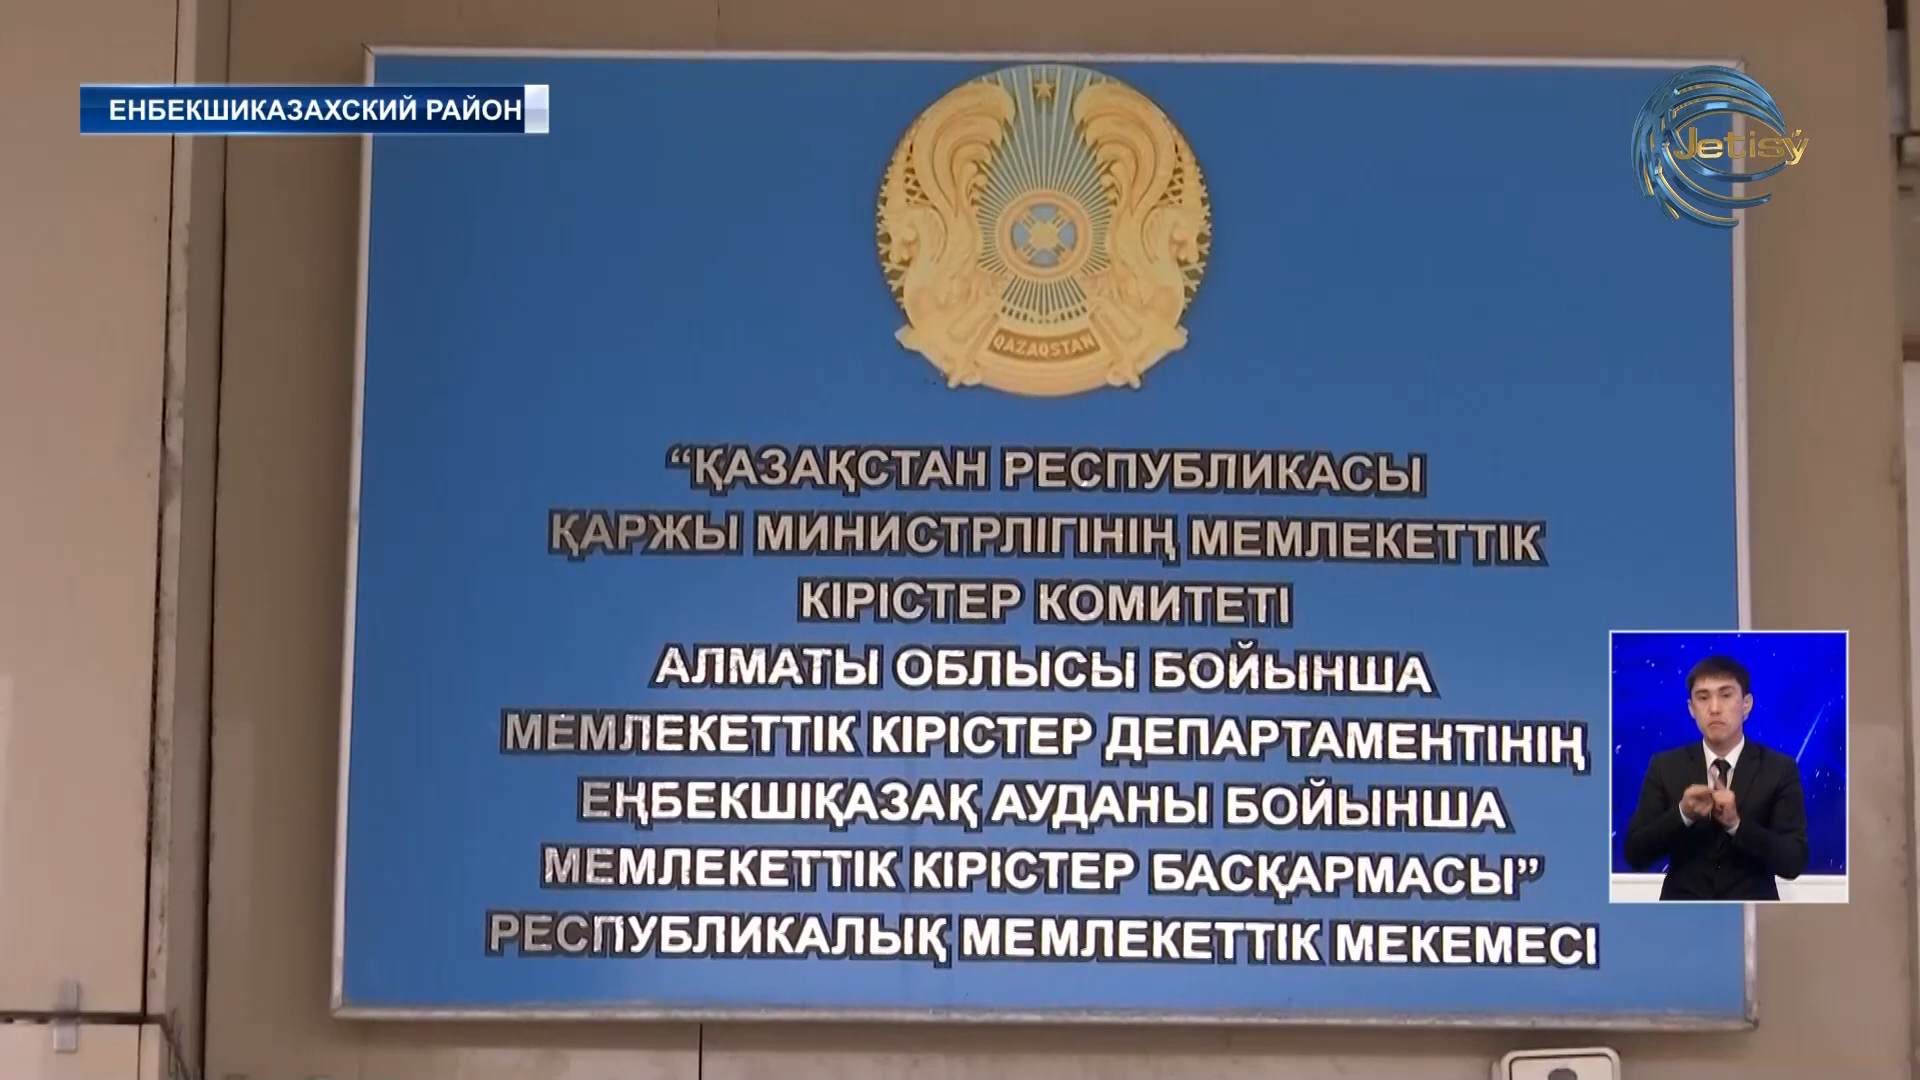 ЕНБЕКШИКАЗАХСКИЙ РАЙОН
Jetisý
QAZAQSTAN
“ҚАЗАҚСТАН РЕСПУБЛИКАСЫ
ҚАРЖЫ МИНИСТРЛІГІНІҢ МЕМЛЕКЕТТІК
КІРІСТЕР КОМИТЕТІ
АЛМАТЫ ОБЛЫСЫ БОЙЫНША
МЕМЛЕКЕТТІК КІРІСТЕР ДЕПАРТАМЕНТІНІҢ
ЕҢБЕКШІҚАЗАҚ АУДАНЫ БОЙЫНША
МЕМЛЕКЕТТІК КІРІСТЕР БАСҚАРМАСЫ”
РЕСПУБЛИКАЛЫҚ МЕМЛЕКЕТТІК МЕКЕМЕСІ